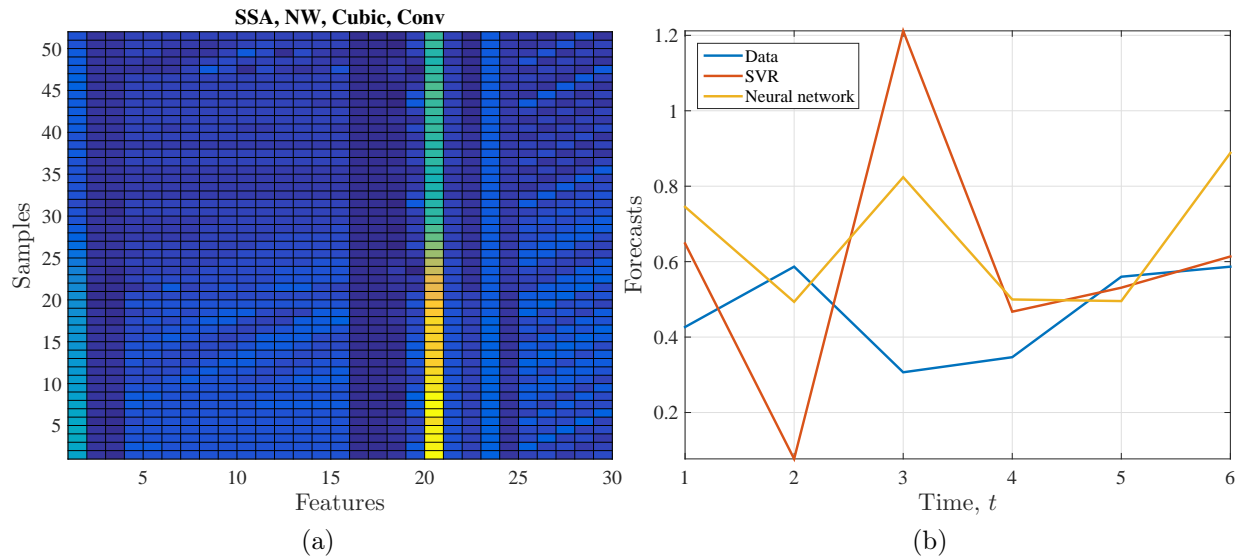 SSA, NW, Cubic, Conv
Samples
50
45
40
35
30
25
20
15
10
5
5 10 15 20 25 30
Features
(a)
Data
SVR
Neural network
Forecasts
1.2
1
0.8
0.6
0.4
0.2
1 2 3 4 5 6
Time, t
(b)